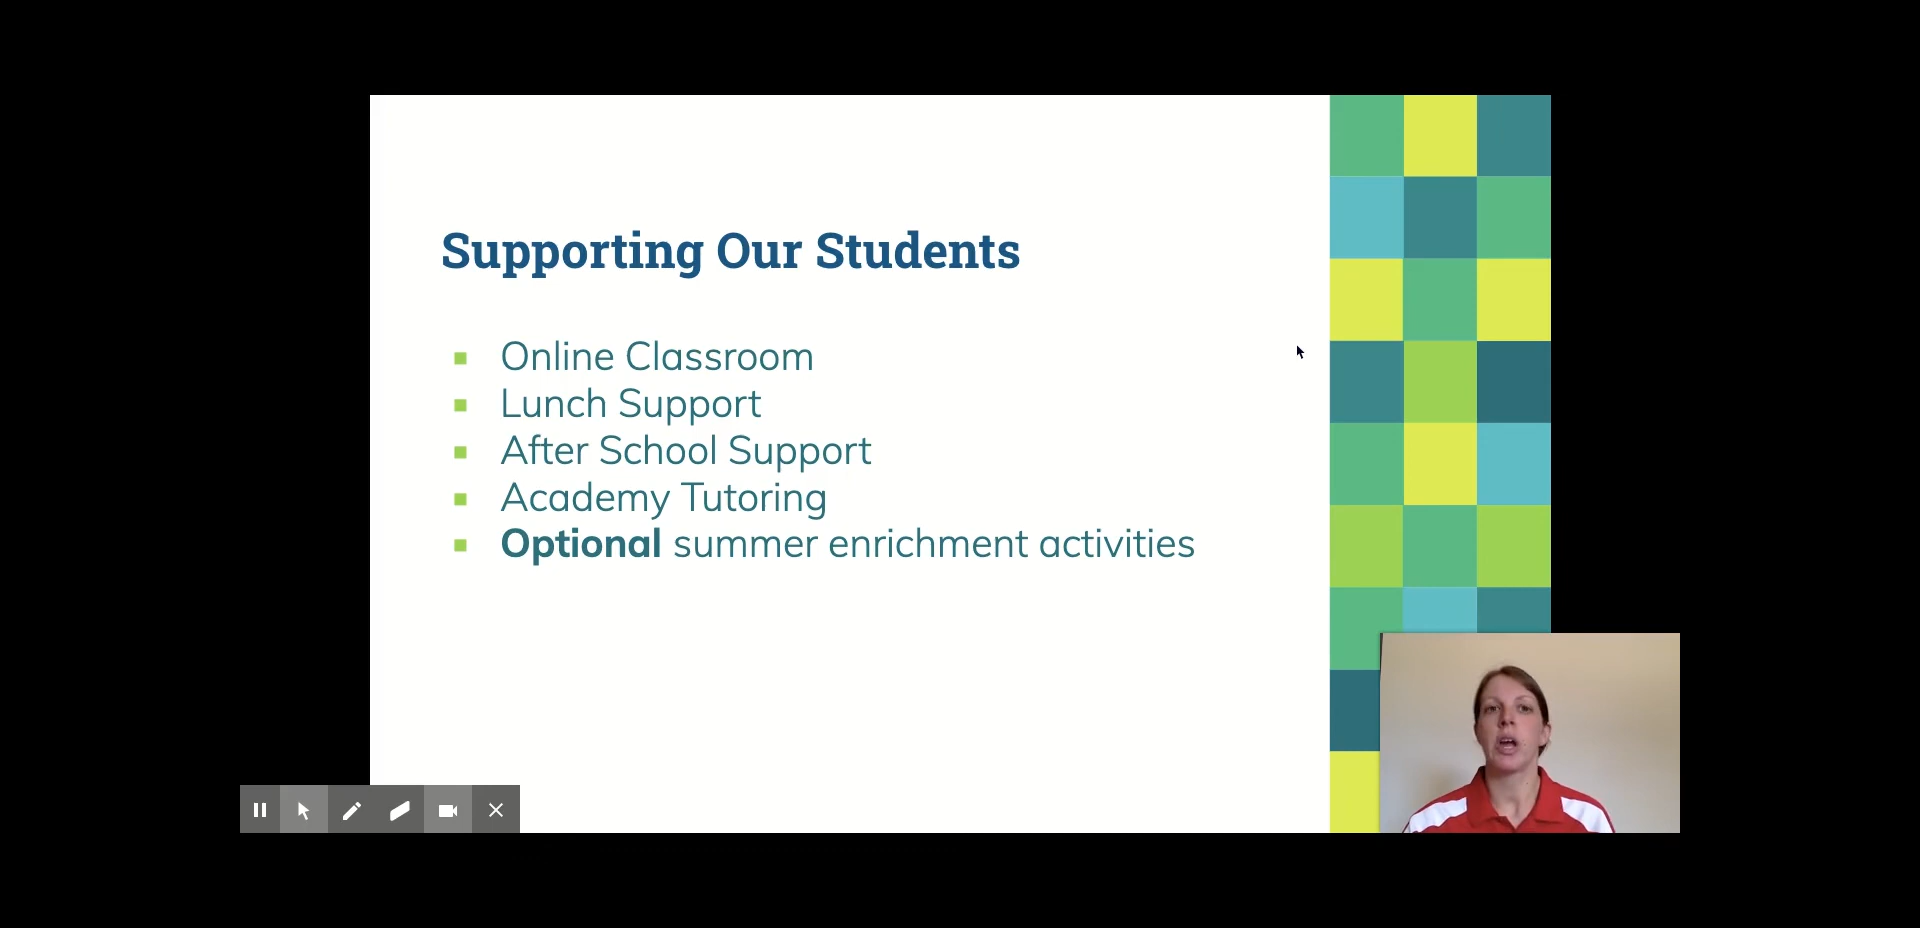 Supporting Our Students
Online Classroom
Lunch Support
After School Support
Academy Tutoring
Optional summer enrichment activities